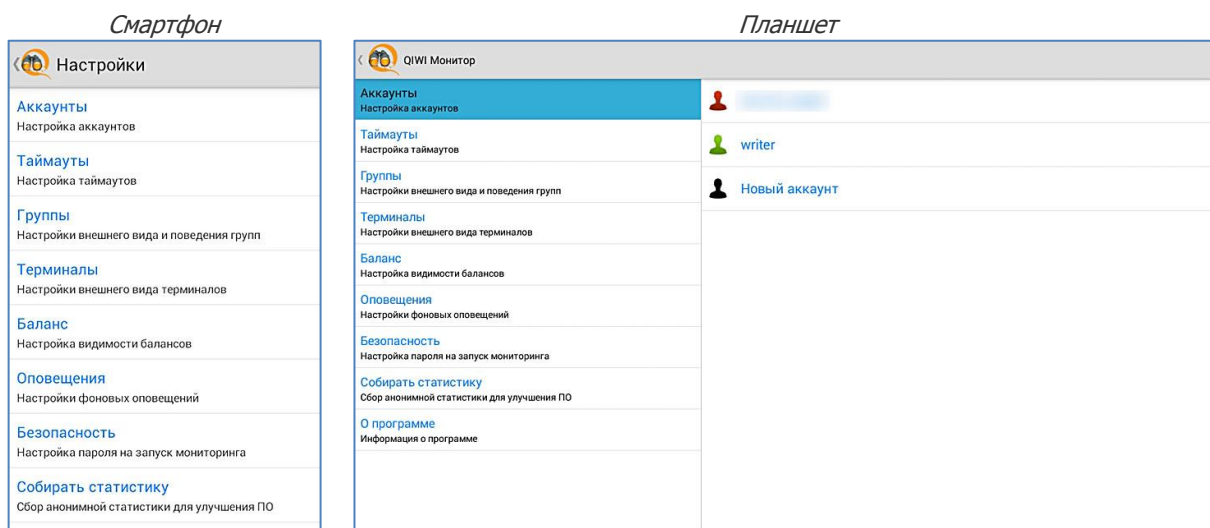 Смартфон
Настройки
Аккаунты
Настройка аккаунтов
Таймауты
Настройка таймаутов
Группы
Настройки внешнего вида и поведения групп
Терминалы
Настройки внешнего вида терминалов
Баланс
Настройка видимости балансов
Оповещения
Настройки фоновых оповещений
Безопасность
Настройка пароля на запуск мониторинга
Собирать статистику
Сбор анонимной статистики для улучшения ПО
Планшет
QIWI Монитор
Аккаунты
Настройка аккаунтов
Таймауты
Настройка таймаутов
Группы
Настройки внешнего вида и поведения групп
Терминалы
Настройки внешнего вида терминалов
Баланс
Настройка видимости балансов
Оповещения
Настройки фоновых оповещений
Безопасность
Настройка пароля на запуск мониторинга
Собирать статистику
Сбор анонимной статистики для улучшения ПО
О программе
Информация о программе
writer
Новый аккаунт